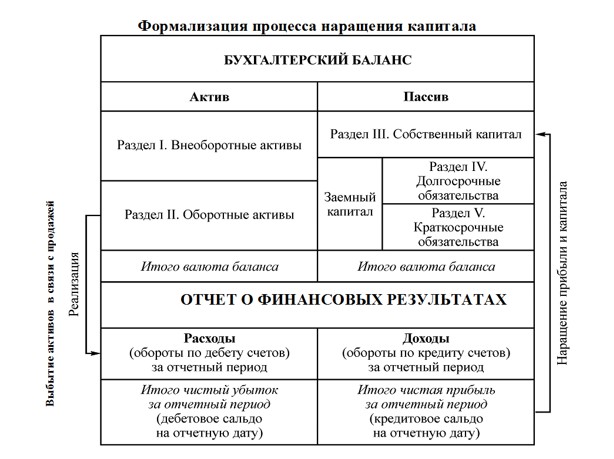 Формализация процесса наращения капитала
БУХГАЛТЕРСКИЙ БАЛАНС
Актив
Пассив
Раздел I. Внеоборотные активы
Раздел III. Собственный капитал
Раздел II. Оборотные активы
Заемный
капитал
Раздел IV.
Долгосрочные
обязательства
Раздел V.
Краткосрочные
обязательства
Итого валюта баланса
Итого валюта баланса
ОТЧЕТ О ФИНАНСОВЫХ РЕЗУЛЬТАТАХ
Расходы
(обороты по дебету счетов)
за отчетный период
Доходы
(обороты по кредиту счетов)
за отчетный период
Итого чистый убыток
за отчетный период
(дебетовое сальдо
на отчетную дату)
Итого чистая прибыль
за отчетный период
(кредитовое сальдо
на отчетную дату)
Выбытие активов в связи с продажей
Реализация
Наращение прибыли и капитала